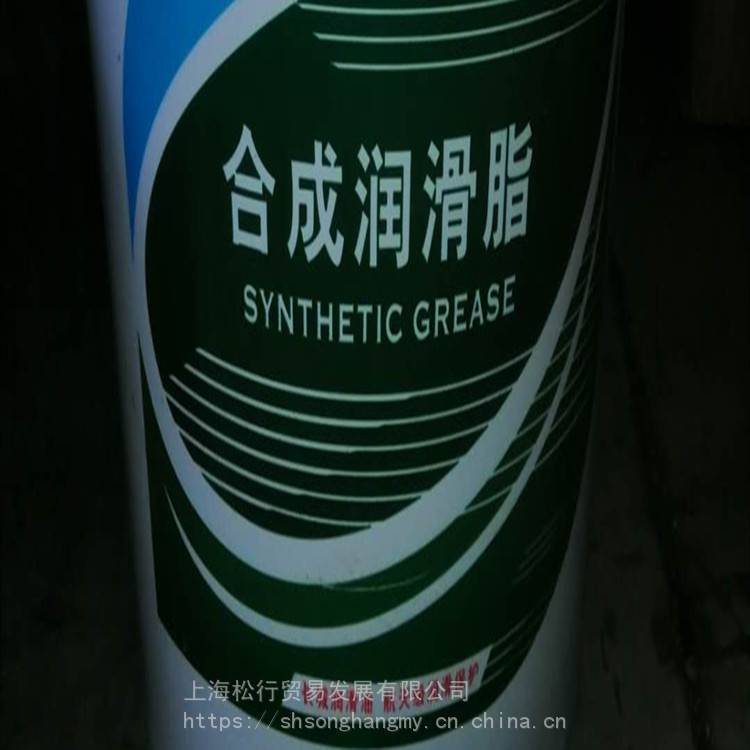 合成润滑脂
SYNTHETIC GREASE
上海松行贸易发展有限公司
https://shsonghangmy.cn.china.cn